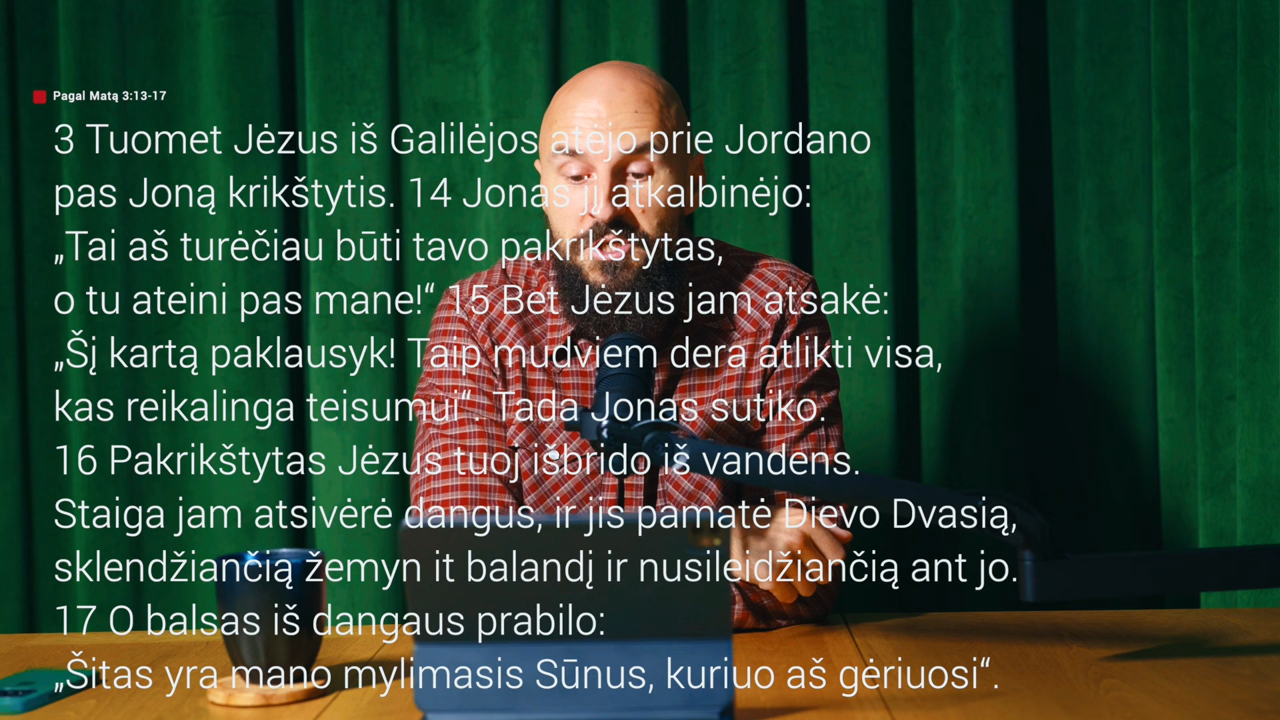 Pagal Matą 3:13-17
3 Tuomet Jėzus iš Galilėjos atėjo prie Jordano
pas Joną krikštytis. 14 Jonas jį atkalbinėjo:
„Tai aš turėčiau būti tavo pakrikštytas,
o tu ateini pas mane!“ 15 Bet Jėzus jam atsakė:
„Šį kartą paklausyk! Taip mudviem dera atlikti visa,
kas reikalinga teisumui“. Tada Jonas sutiko.
16 Pakrikštytas Jėzus tuoj išbrido iš vandens.
Staiga jam atsivėrė dangus, ir jis pamatė Dievo Dvasią,
sklendžiančią žemyn it balandį ir nusileidžiančią ant jo.
17 O balsas iš dangaus prabilo:
„Šitas yra mano mylimasis Sūnus, kuriuo aš gėriuosi“.